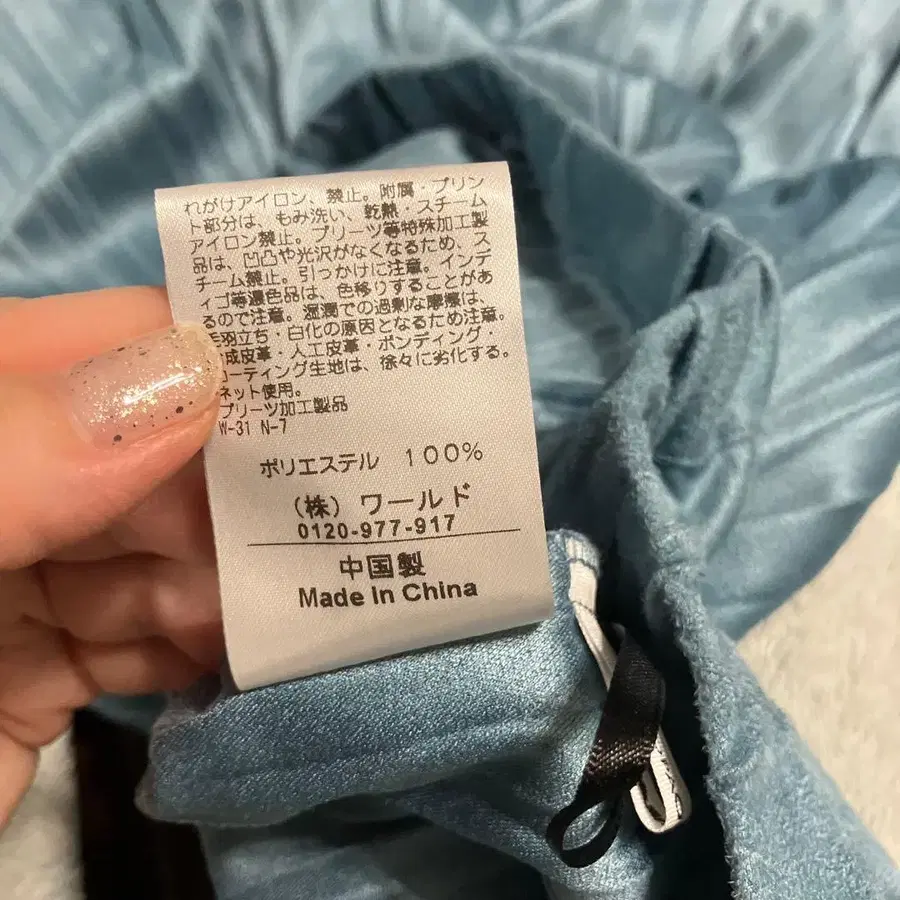 れがけアイロン、禁止。附属・プリン
ト部分は、もみ洗い、乾熱・スチーム
アイロン禁止。プリーツ等特殊加工製
品は、凹凸や光沢がなくなるため、ス
チーム禁止。引っかけに注意。インデ
ィゴ等濃色品は、色移りすることがあ
るので注意。湿潤での過剰な摩擦は、
毛羽立ち・白化の原因となるため注意。
成皮革・人工皮革・ボンディング・
コーティング生地は、徐々に劣化する。
ネット使用。
プリーツ加工製品
W-31 N-7
ポリエステル 100%
(株)ワールド
0120-977-917
中国製
Made in China